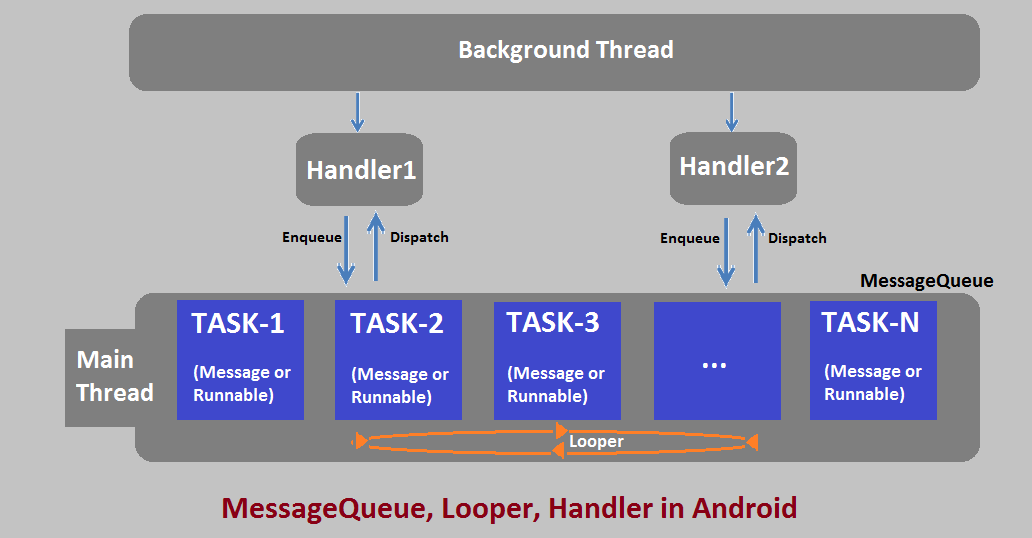 Background Thread
Handler1
Handler2
Enqueue
Dispatch
Enqueue
Dispatch
MessageQueue
Main
Thread
TASK-1
(Message or
Runnable)
TASK-2
(Message or
Runnable)
TASK-3
(Message or
Runnable)
...
TASK-N
(Message or
Runnable)
Looper
MessageQueue, Looper, Handler in Android